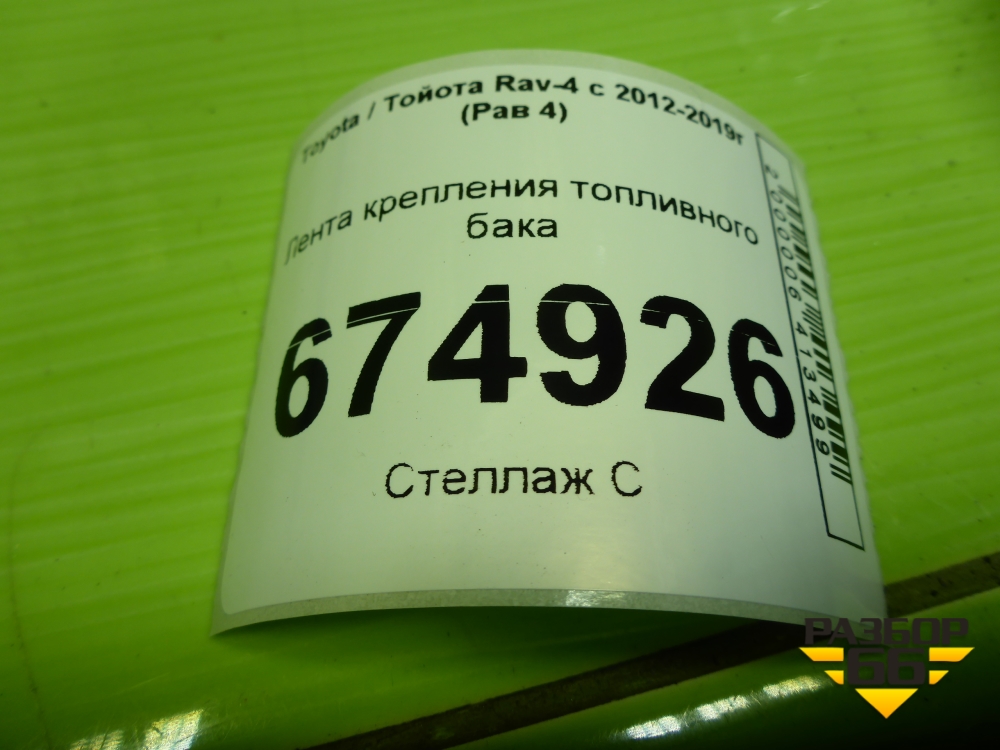 Toyota / Тойота Rav-4 с 2012-2019г
(Рав 4)
Лента крепления топливного
бака
674926
Стеллаж С
2000006413499
РАЗБОР
66